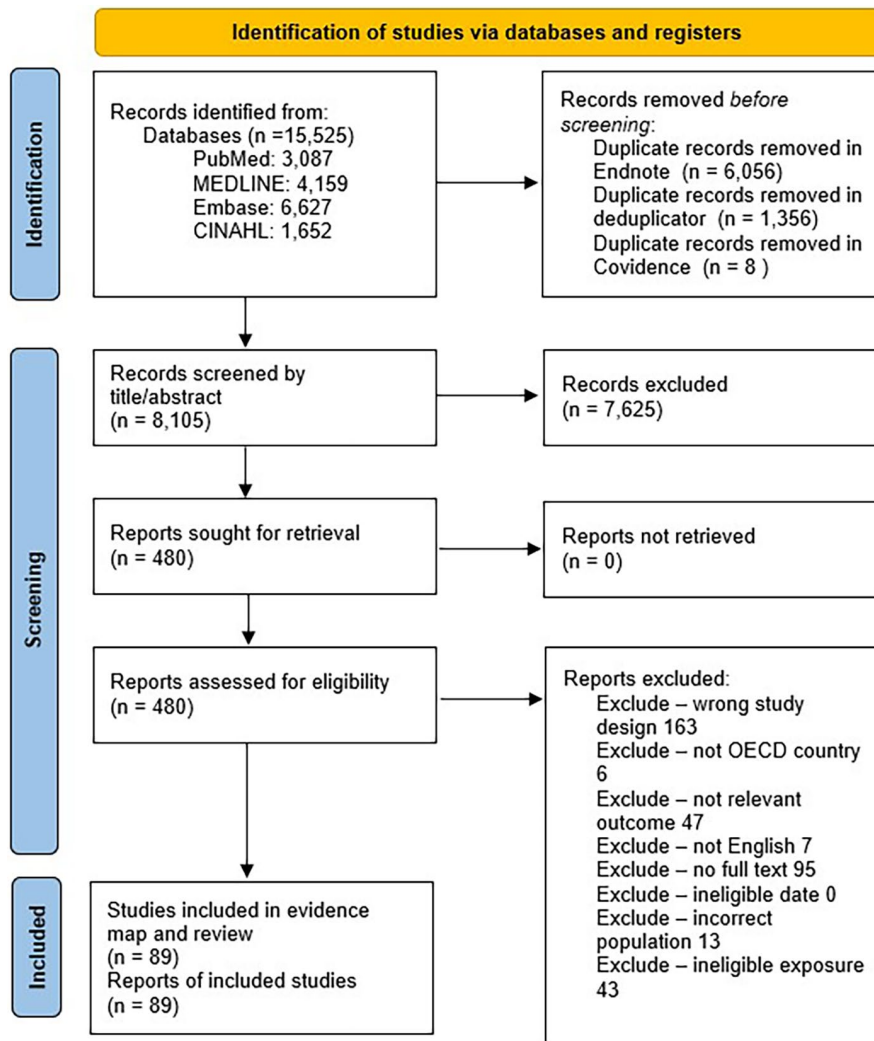 Identification of studies via databases and registers
Identification
Records identified from:
Databases (n =15,525)
PubMed: 3,087
MEDLINE: 4,159
Embase: 6,627
CINAHL: 1,652
Records removed before
screening:
Duplicate records removed in
Endnote (n = 6,056)
Duplicate records removed in
deduplicator (n = 1,356)
Duplicate records removed in
Covidence (n = 8 )
Screening
Records screened by
title/abstract
(n = 8,105)
Records excluded
(n = 7,625)
Reports sought for retrieval
(n = 480)
Reports not retrieved
(n = 0)
Reports assessed for eligibility
(n = 480)
Reports excluded:
Exclude – wrong study
design 163
Exclude – not OECD country
6
Exclude – not relevant
outcome 47
Exclude – not English 7
Exclude – no full text 95
Exclude – ineligible date 0
Exclude – incorrect
population 13
Exclude – ineligible exposure
43
Included
Studies included in evidence
map and review
(n = 89)
Reports of included studies
(n = 89)